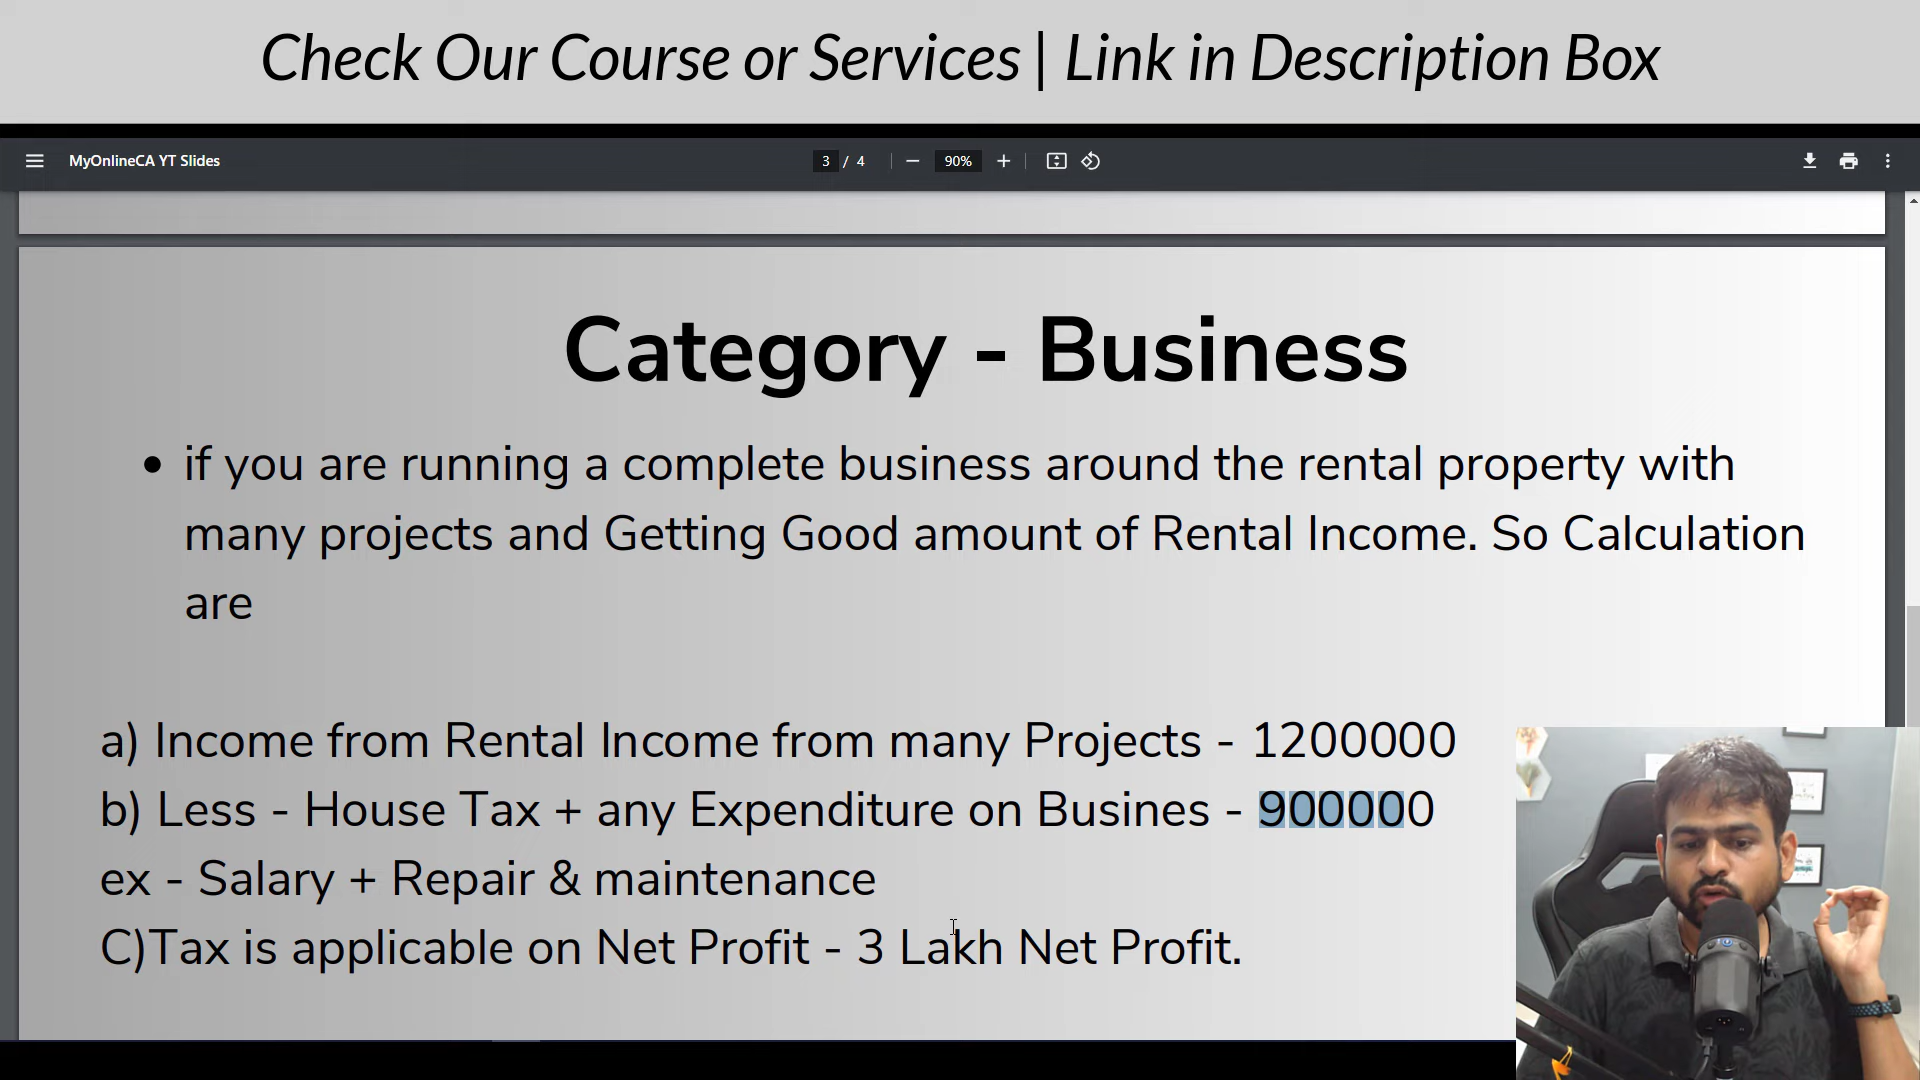 Check Our Course or Services | Link in Description Box
MyOnlineCA YT Slides
3 / 4
90%
Category - Business
• if you are running a complete business around the rental property with
many projects and Getting Good amount of Rental Income. So Calculation
are
a) Income from Rental Income from many Projects - 1200000
b) Less - House Tax + any Expenditure on Busines - 900000
ex - Salary + Repair & maintenance
C)Tax is applicable on Net Profit - 3 Lakh Net Profit.